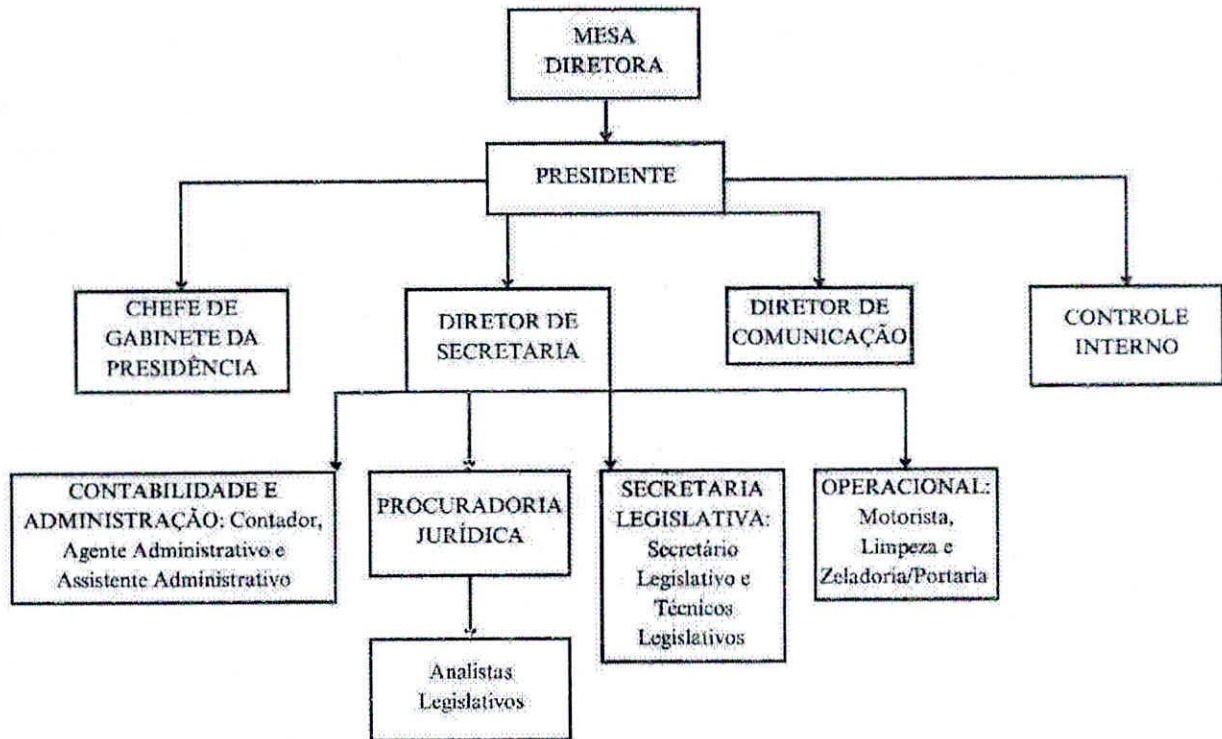 MESA
DIRETORA
PRESIDENTE
CHEFE DE
GABINETE DA
PRESIDÊNCIA
DIRETOR DE
SECRETARIA
DIRETOR DE
COMUNICAÇÃO
CONTROLE
INTERNO
CONTABILIDADE E
ADMINISTRAÇÃO: Contador,
Agente Administrativo e
Assistente Administrativo
PROCURADORIA
JURÍDICA
SECRETARIA
LEGISLATIVA:
Secretário
Legislativo e
Técnicos
Legislativos
OPERACIONAL:
Motorista,
Limpeza e
Zeladoria/Portaria
Analistas
Legislativos